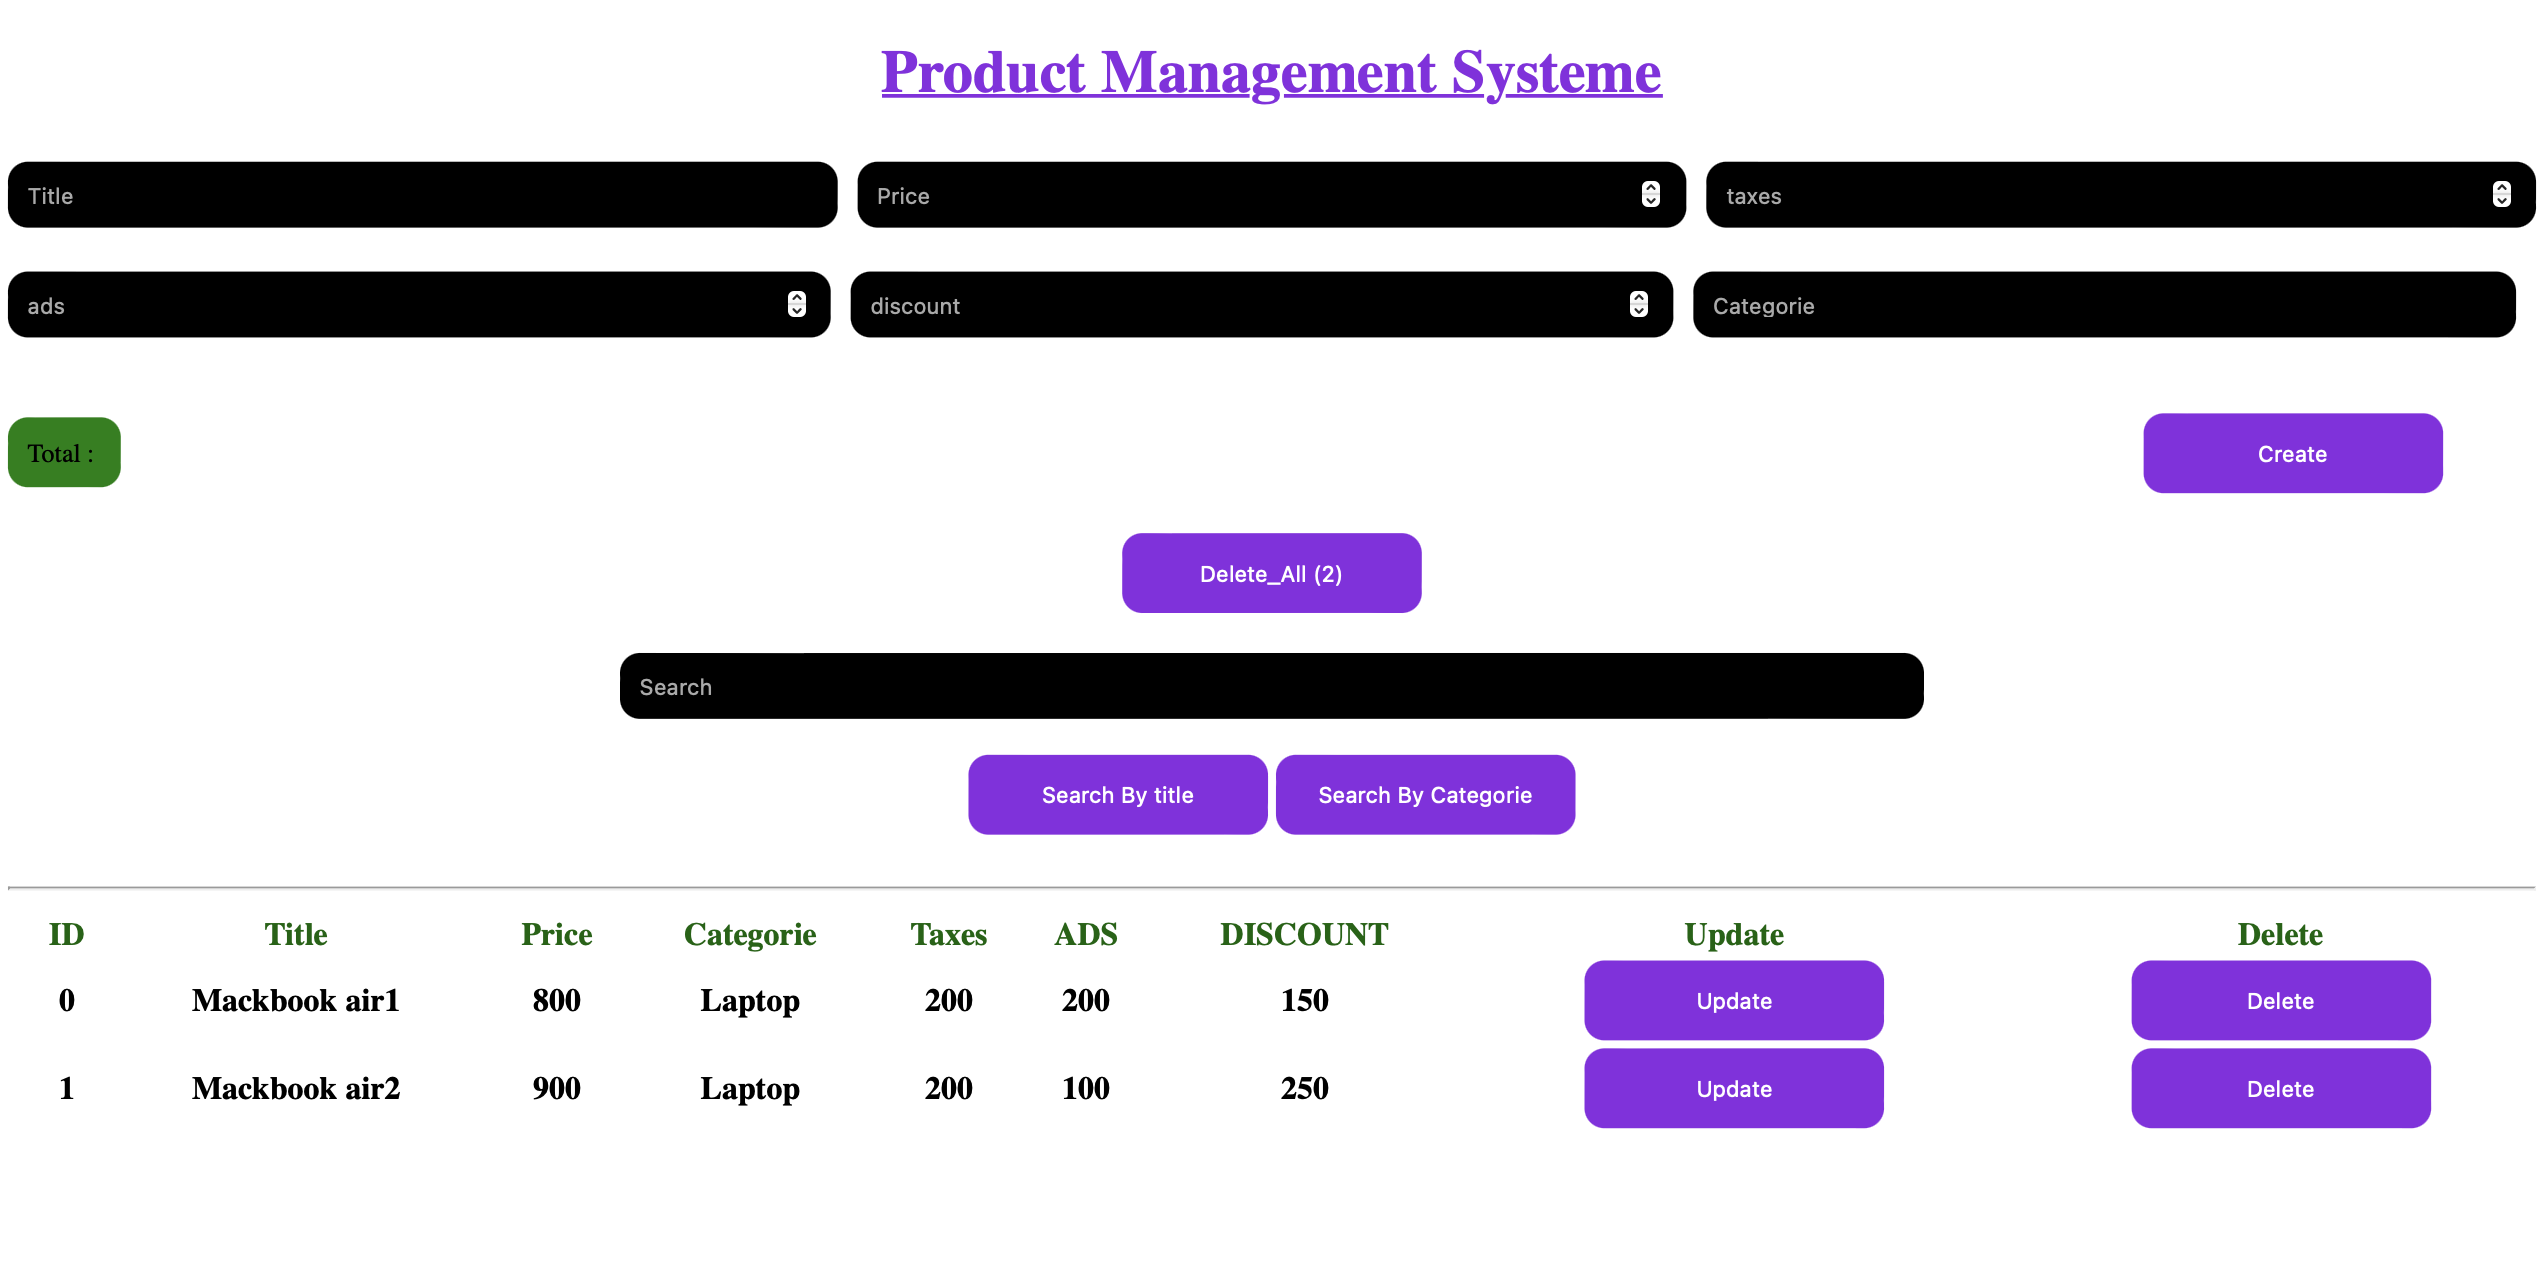 Product Management Systeme
Title Price taxes
ads discount Categorie
Total : Create
Delete_All (2)
Search
Search By title Search By Categorie
ID Title Price Categorie Taxes ADS DISCOUNT Update Delete
0 Mackbook air1 800 Laptop 200 200 150 Update Delete
1 Mackbook air2 900 Laptop 200 100 250 Update Delete